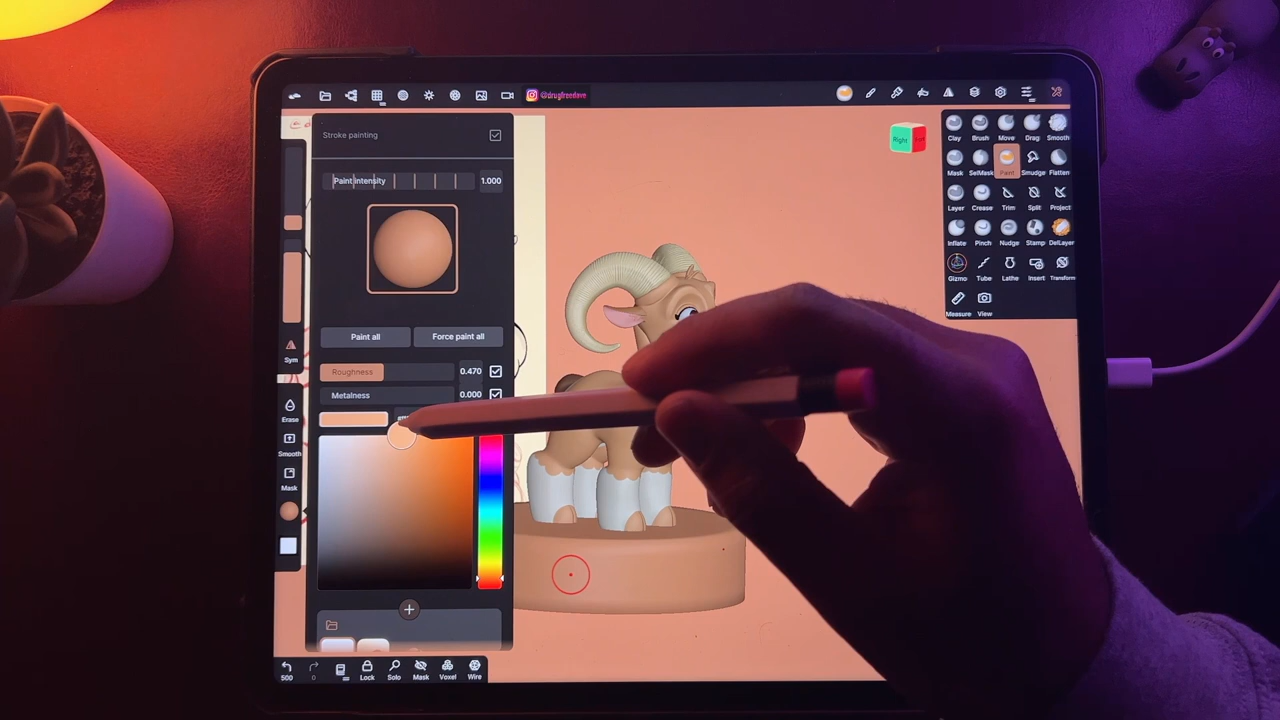 @drugfreedave
Stroke painting
Paint intensity 1.000
Paint all Force paint all
Roughness 0.470
Metalness 0.000
Sym
Erase
Smooth
Mask
500 0 Lock Solo Mask Voxel Wire
Right
Clay Brush Move Drag Smooth
Mask SelMask Paint Smudge Flatten
Layer Crease Trim Split Project
Inflate Pinch Nudge Stamp DelLayer
Gizmo Tube Lathe Insert Transform
Measure View